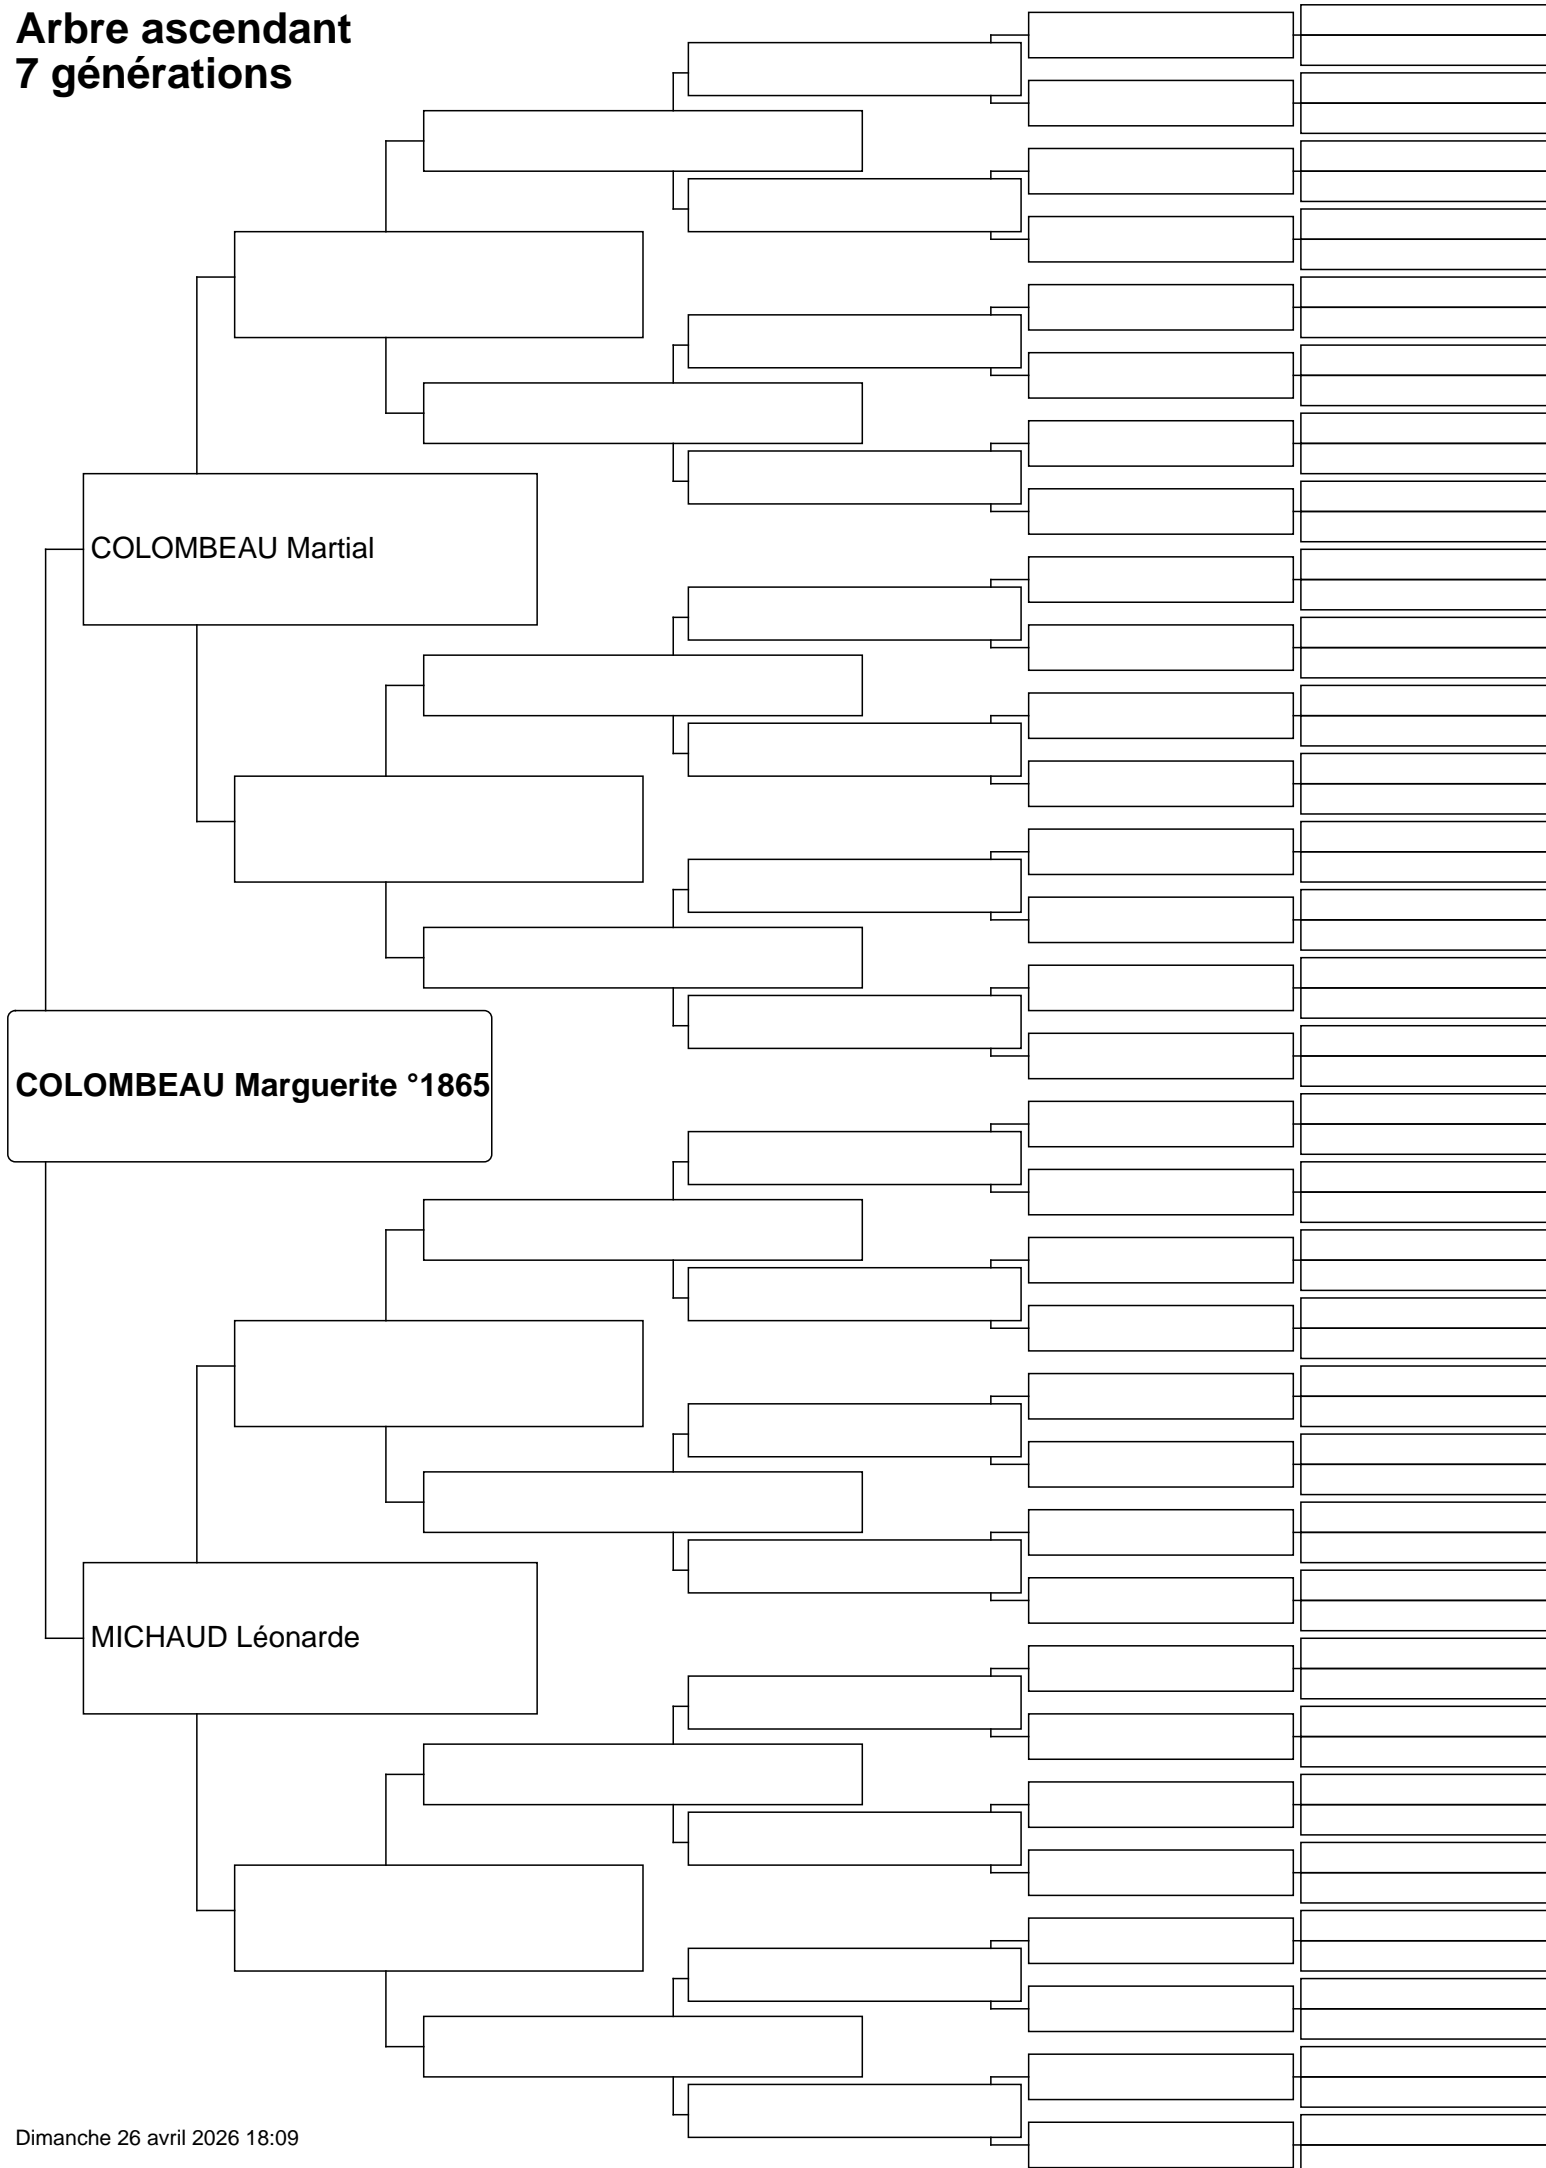 Arbre ascendant
7 générations
COLOMBEAU Martial
COLOMBEAU Marguerite °1865
MICHAUD Léonarde
Dimanche 26 avril 2026 18:09